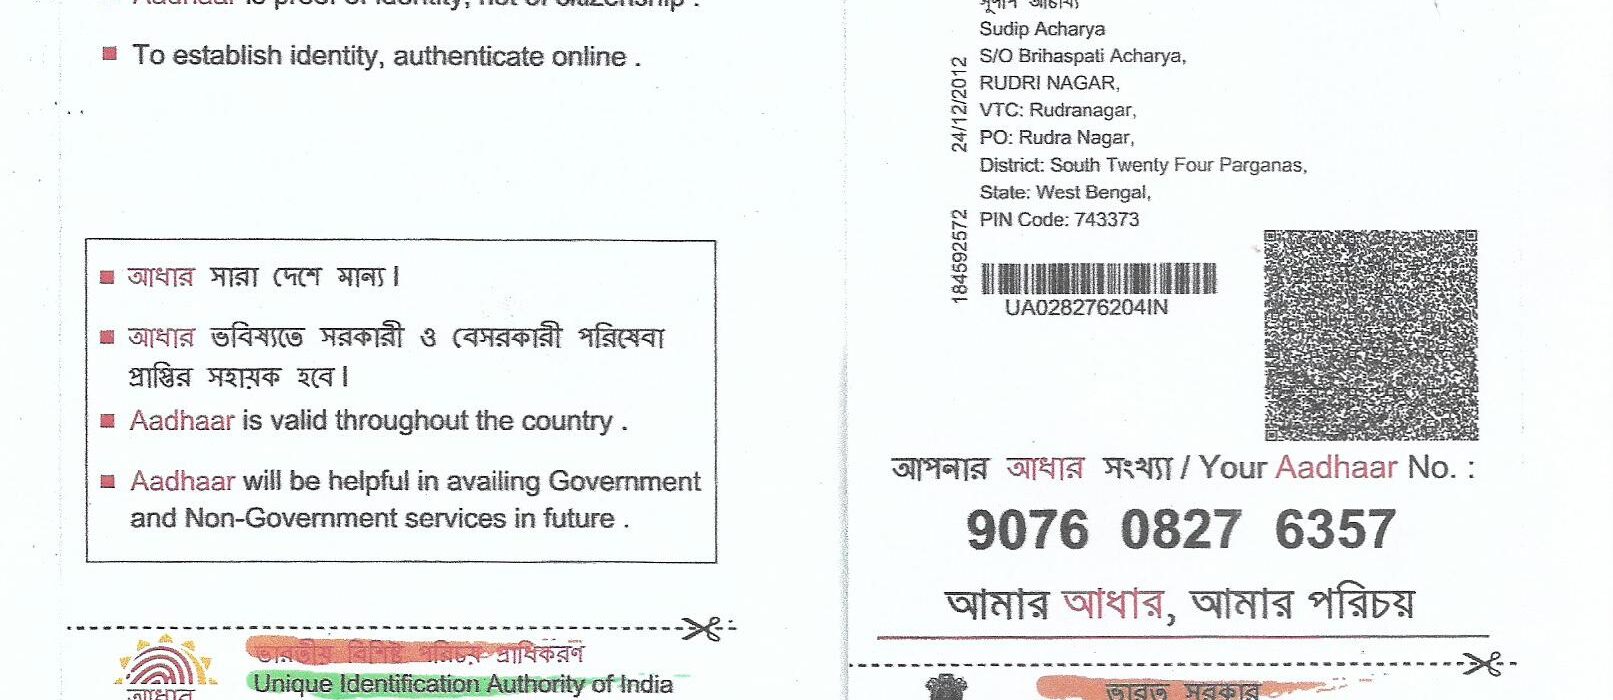 Aadhaar is proof of identity, not of citizenship .
To establish identity, authenticate online .
আধার সারা দেশে মান্য।
আধার ভবিষ্যতে সরকারী ও বেসরকারী পরিষেবা
প্রাপ্তির সহায়ক হবে।
Aadhaar is valid throughout the country .
Aadhaar will be helpful in availing Government
and Non-Government services in future .
ভারতীয় বিশিষ্ট পরিচয় প্রাধিকরণ
Unique Identification Authority of India
আধার
সুদীপ আচার্য্য
Sudip Acharya
S/O Brihaspati Acharya,
RUDRI NAGAR,
VTC: Rudranagar,
PO: Rudra Nagar,
District: South Twenty Four Parganas,
State: West Bengal,
PIN Code: 743373
24/12/2012
184592572
UA028276204IN
আপনার আধার সংখ্যা / Your Aadhaar No. :
9076 0827 6357
আমার আধার, আমার পরিচয়
ভারত সরকার